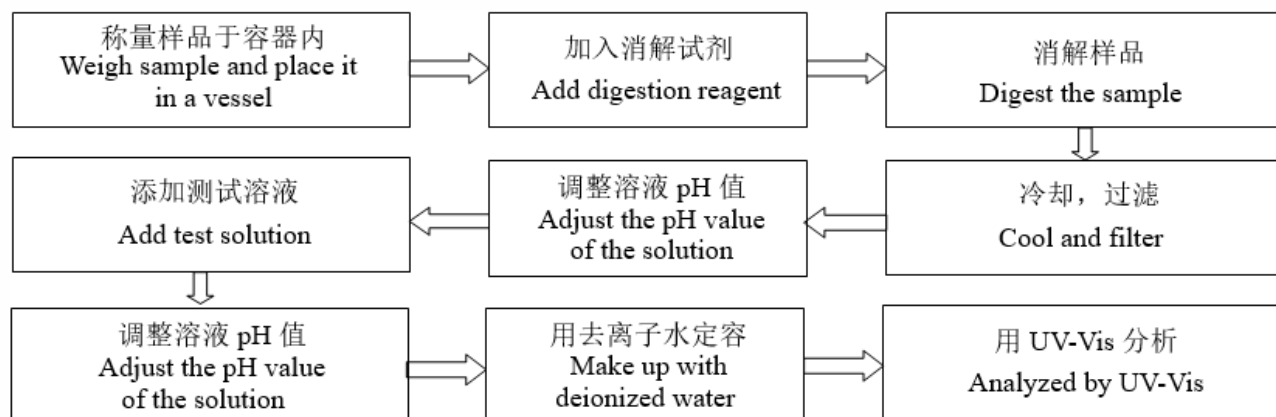 称量样品于容器内
Weigh sample and place it
in a vessel
加入消解试剂
Add digestion reagent
消解样品
Digest the sample
冷却，过滤
Cool and filter
调整溶液 pH 值
Adjust the pH value
of the solution
添加测试溶液
Add test solution
调整溶液 pH 值
Adjust the pH value
of the solution
用去离子水定容
Make up with
deionized water
用 UV-Vis 分析
Analyzed by UV-Vis